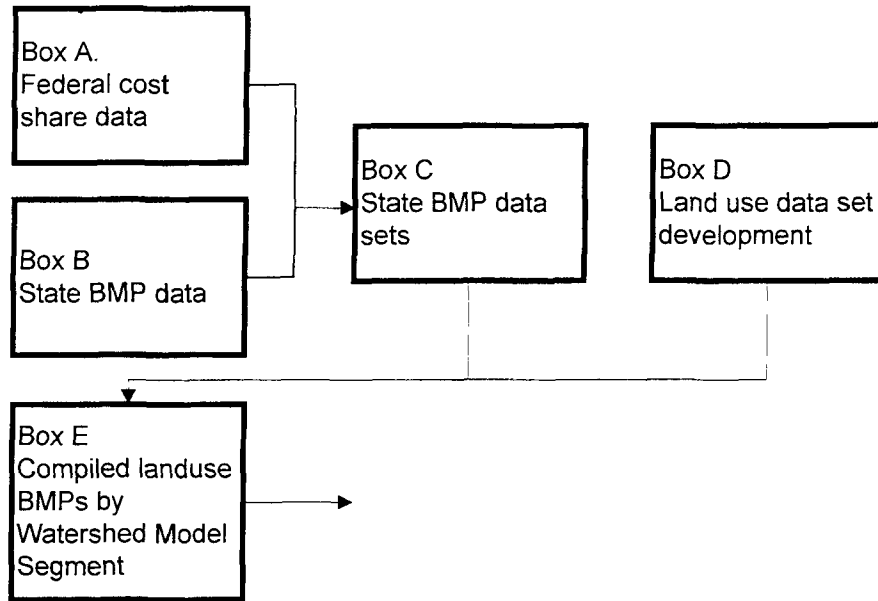 Box A.
Federal cost
share data
Box B
State BMP data
Box C
State BMP data
sets
Box D
Land use data set
development
Box E
Compiled landuse
BMPs by
Watershed Model
Segment